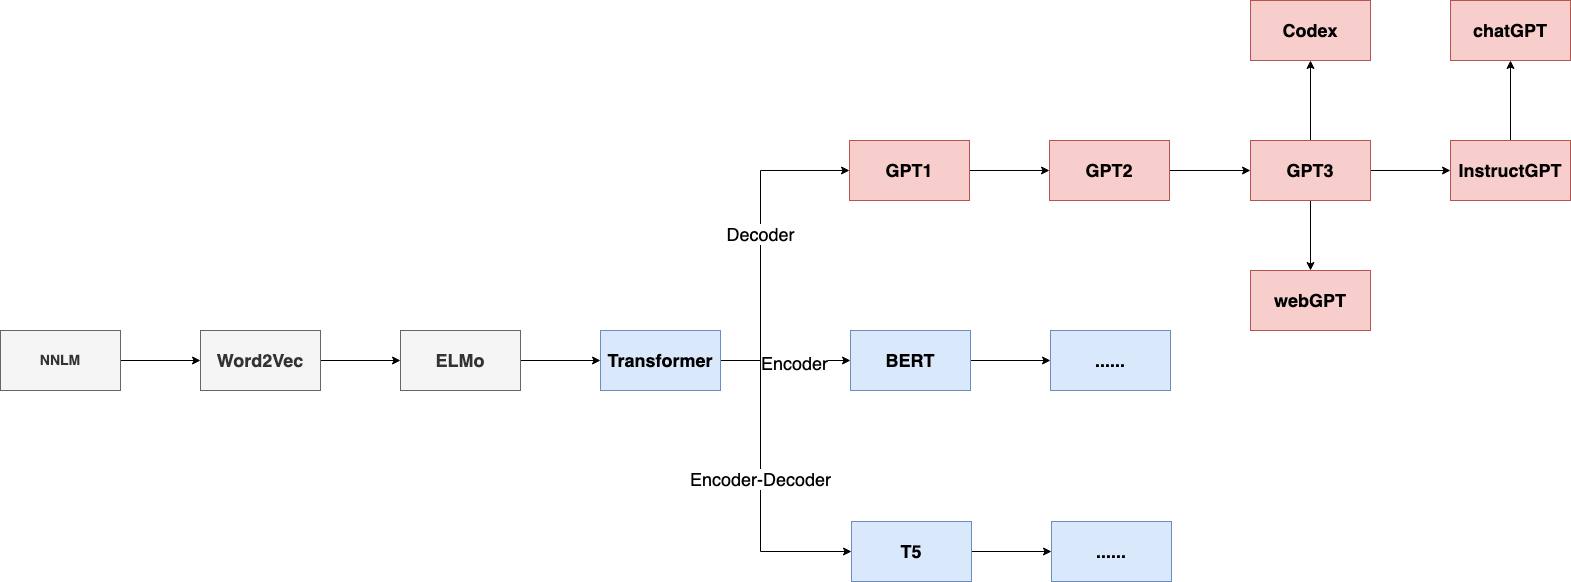 Codex
chatGPT
GPT1
GPT2
GPT3
InstructGPT
Decoder
webGPT
NNLM
Word2Vec
ELMo
Transformer
Encoder
BERT
......
Encoder-Decoder
T5
......